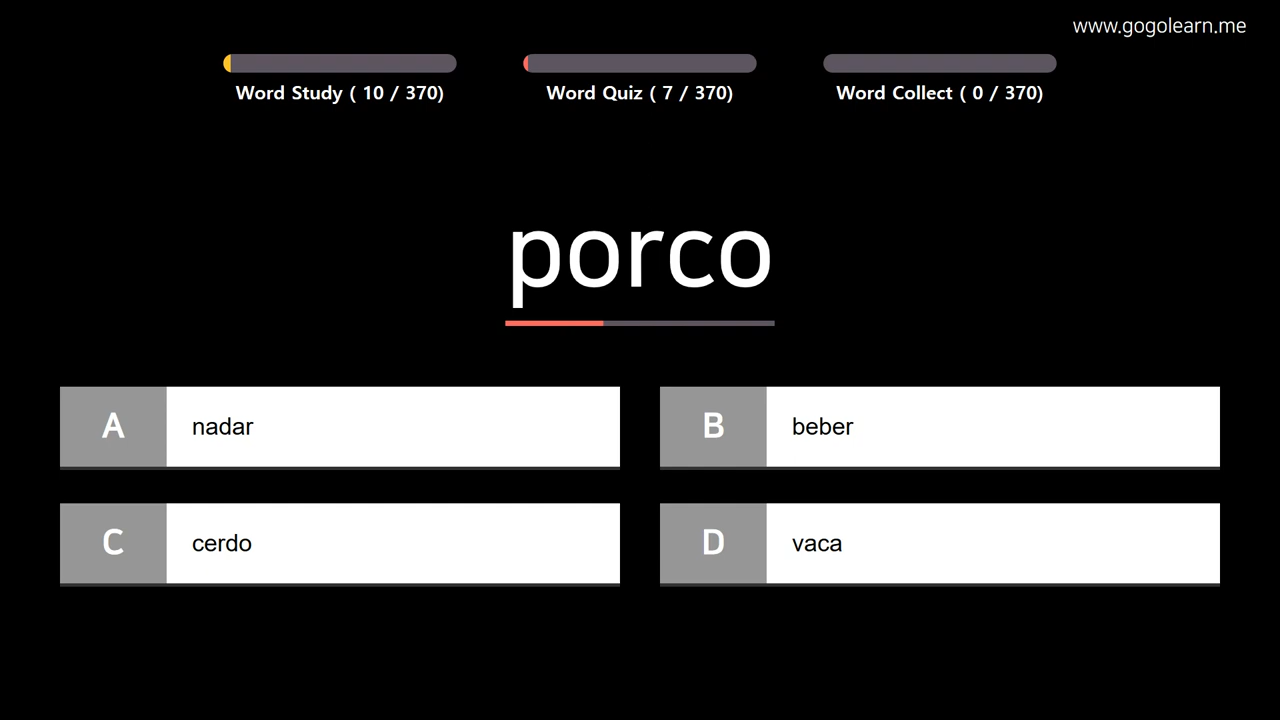 www.gogolearn.me
Word Study ( 10 / 370)
Word Quiz ( 7 / 370)
Word Collect ( 0 / 370)
porco
A nadar
B beber
C cerdo
D vaca